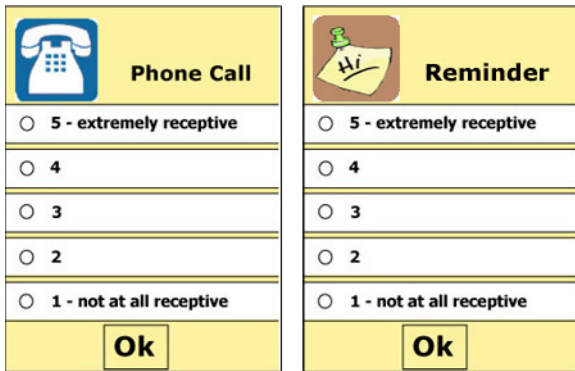 Phone Call
5 - extremely receptive
4
3
2
1 - not at all receptive
Ok
Hi
Reminder
5 - extremely receptive
4
3
2
1 - not at all receptive
Ok